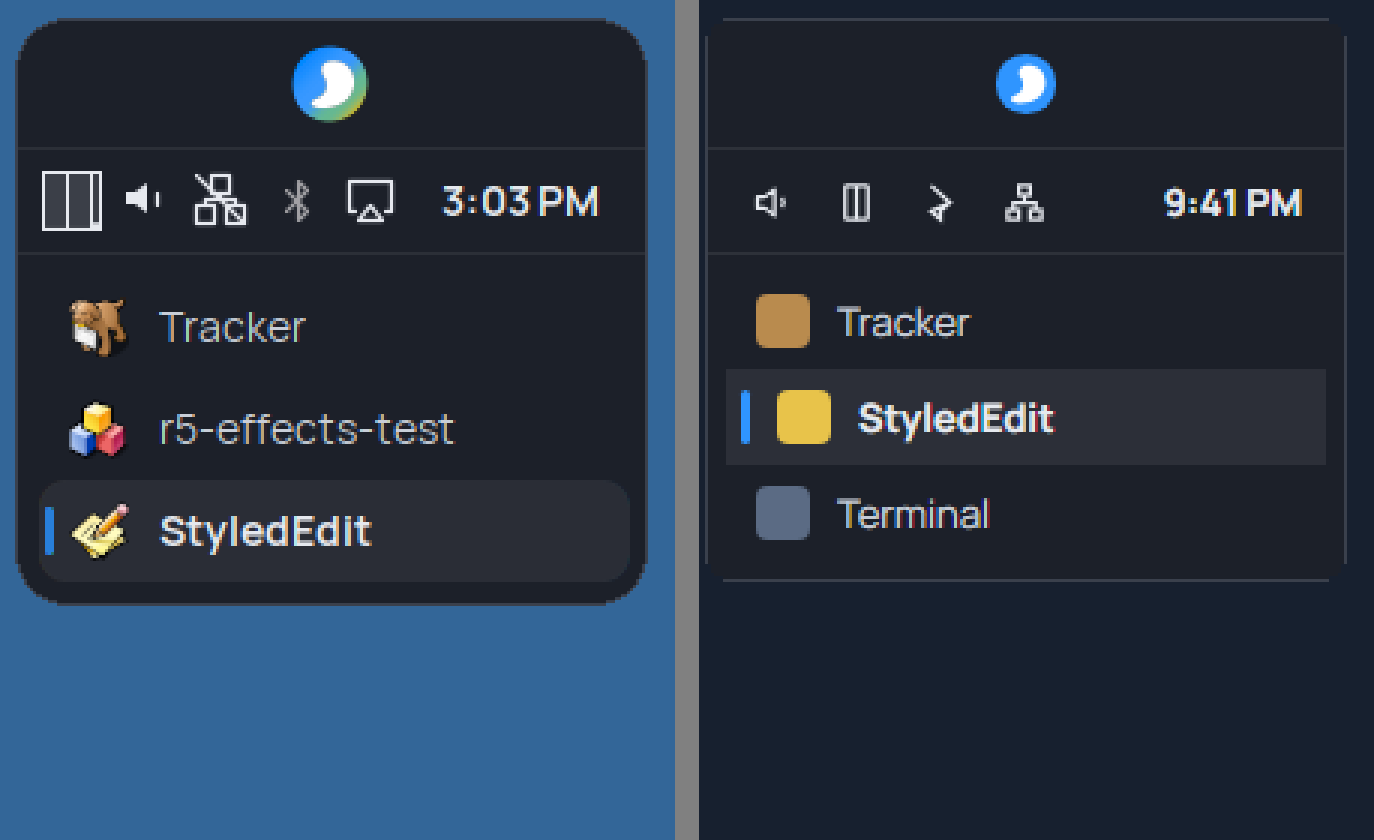 3:03 PM
Tracker
r5-effects-test
StyledEdit
9:41 PM
Tracker
StyledEdit
Terminal